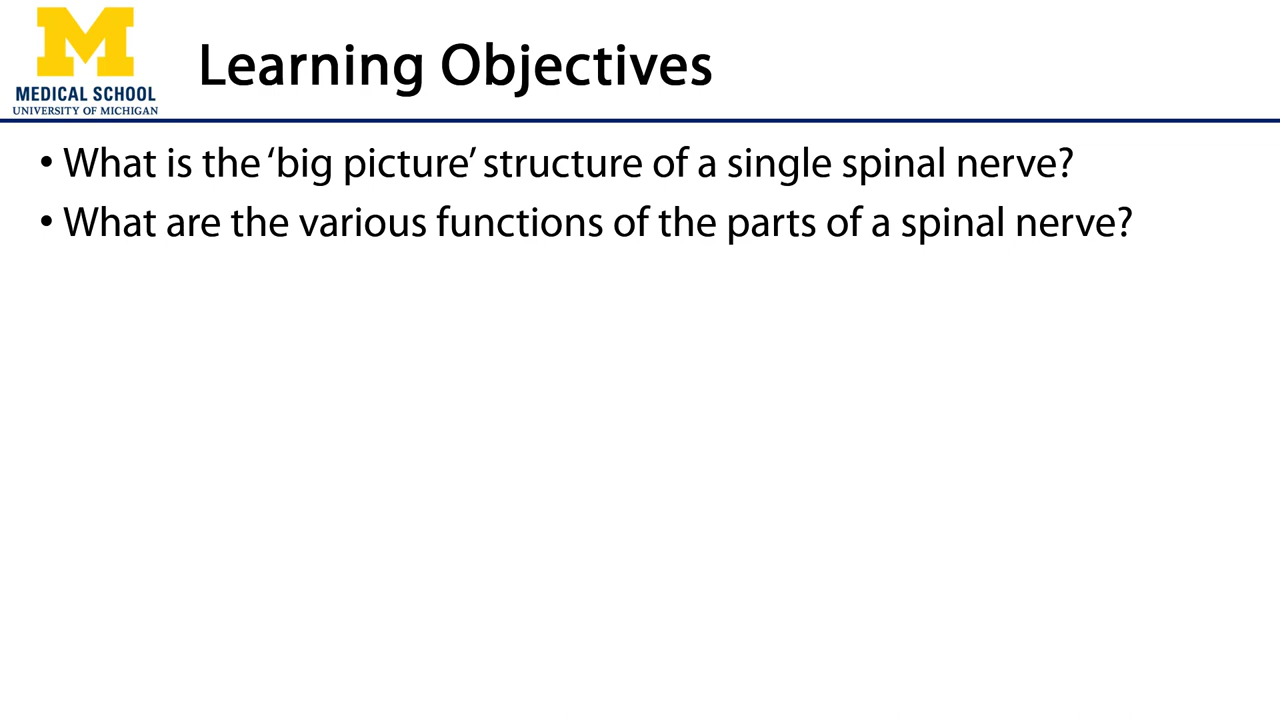 M
MEDICAL SCHOOL
UNIVERSITY OF MICHIGAN
Learning Objectives
• What is the ‘big picture’ structure of a single spinal nerve?
• What are the various functions of the parts of a spinal nerve?